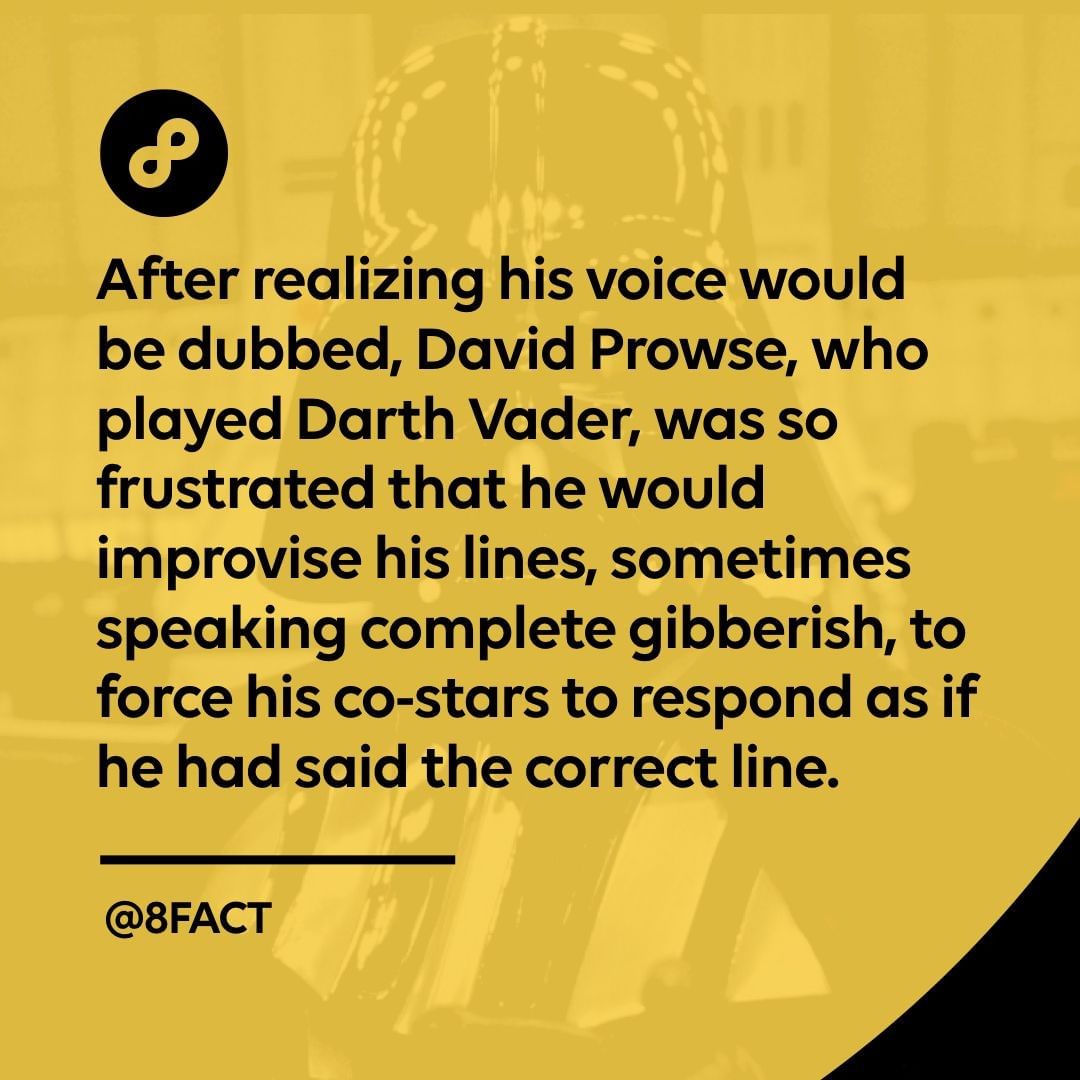 After realizing his voice would
be dubbed, David Prowse, who
played Darth Vader, was so
frustrated that he would
improvise his lines, sometimes
speaking complete gibberish, to
force his co-stars to respond as if
he had said the correct line.
@8FACT